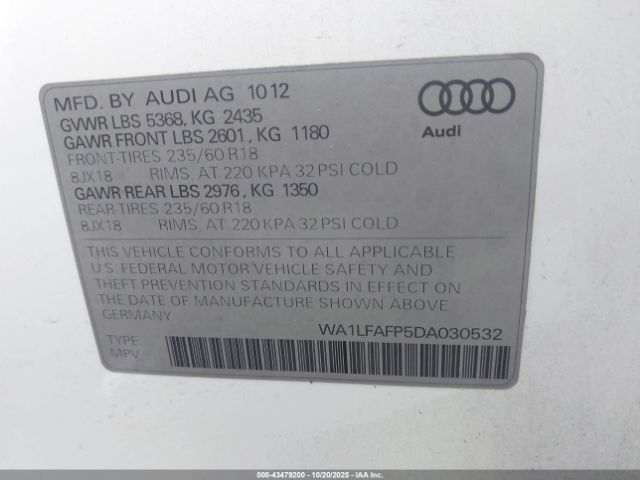 MFD. BY AUDI AG 1012
GVWR LBS 5368, KG 2435
GAWR FRONT LBS 2601, KG 1180
FRONT-TIRES 235/60 R18
8JX18 RIMS, AT 220 KPA 32 PSI COLD
GAWR REAR LBS 2976, KG 1350
REAR-TIRES 235/60 R18
8JX18 RIMS, AT 220 KPA 32 PSI COLD
Audi
THIS VEHICLE CONFORMS TO ALL APPLICABLE
U.S. FEDERAL MOTOR VEHICLE SAFETY AND
THEFT PREVENTION STANDARDS IN EFFECT ON
THE DATE OF MANUFACTURE SHOWN ABOVE.
GERMANY
WA1LFAFP5DA030532
TYPE
MPV
000-43479200 - 10/20/2025 - IAAI.COM